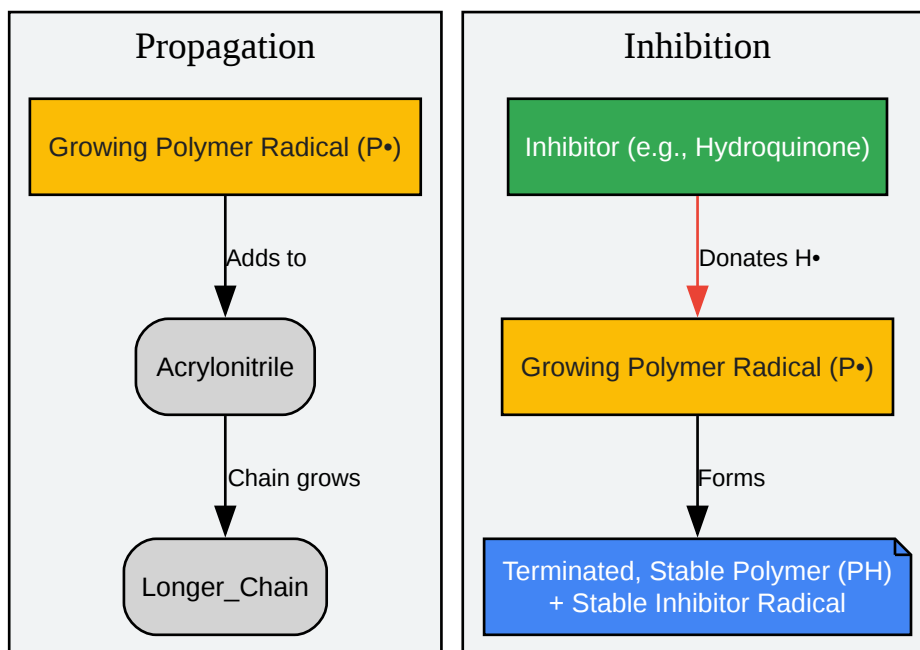 Propagation
Growing Polymer Radical (P•)
Adds to
Acrylonitrile
Chain grows
Longer_Chain
Inhibition
Inhibitor (e.g., Hydroquinone)
Donates H•
Growing Polymer Radical (P•)
Forms
Terminated, Stable Polymer (PH)
+ Stable Inhibitor Radical